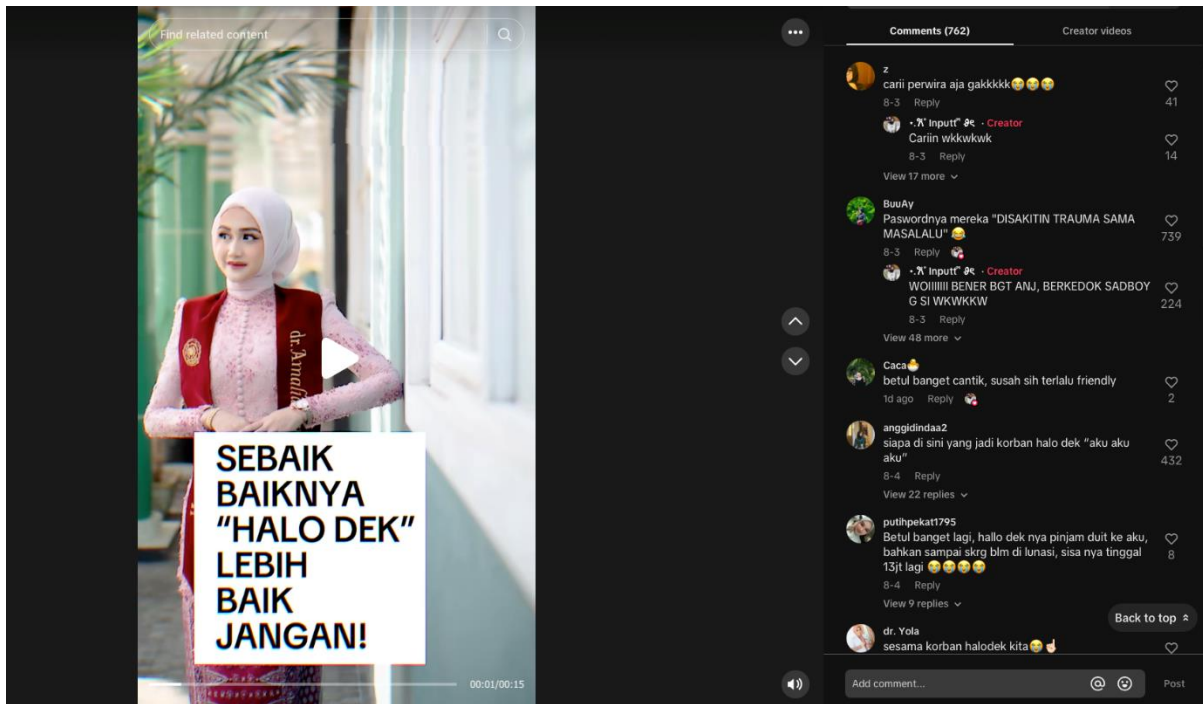 Find related content
SEBAIK
BAIKNYA
“HALO DEK”
LEBIH
BAIK
JANGAN!
00:01/00:15
Comments (762)
Creator videos
z
carii perwira aja gakkkkk😭😭😭
8-3 Reply
41
· Creator
Cariin wkkwkwk
8-3 Reply
14
View 17 more
BuuAy
Paswordnya mereka "DISAKITIN TRAUMA SAMA
MASALALU" 😂
8-3 Reply
739
· Creator
WOIIIIIII BENER BGT ANJ, BERKEDOK SADBOY
G SI WKWKKW
8-3 Reply
224
View 48 more
Caca🐣
betul banget cantik, susah sih terlalu friendly
1d ago Reply
2
anggidindaa2
siapa di sini yang jadi korban halo dek “aku aku
aku”
8-4 Reply
432
View 22 replies
putihpekat1795
Betul banget lagi, hallo dek nya pinjam duit ke aku,
bahkan sampai skrg blm di lunasi, sisa nya tinggal
13jt lagi 😭😭😭😭
8-4 Reply
8
View 9 replies
Back to top
dr. Yola
sesama korban halodek kita😭☝🏻
Add comment...
Post